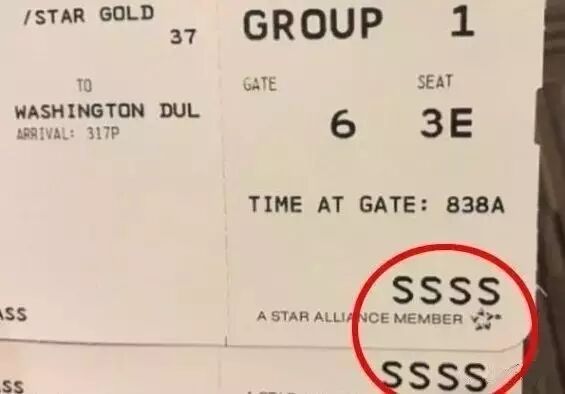 /STAR GOLD
37
TO
WASHINGTON DUL
ARRIVAL: 317P
ASS
SS
GROUP 1
GATE
SEAT
6
3E
TIME AT GATE: 838A
SSSS
A STAR ALLIANCE MEMBER
SSSS